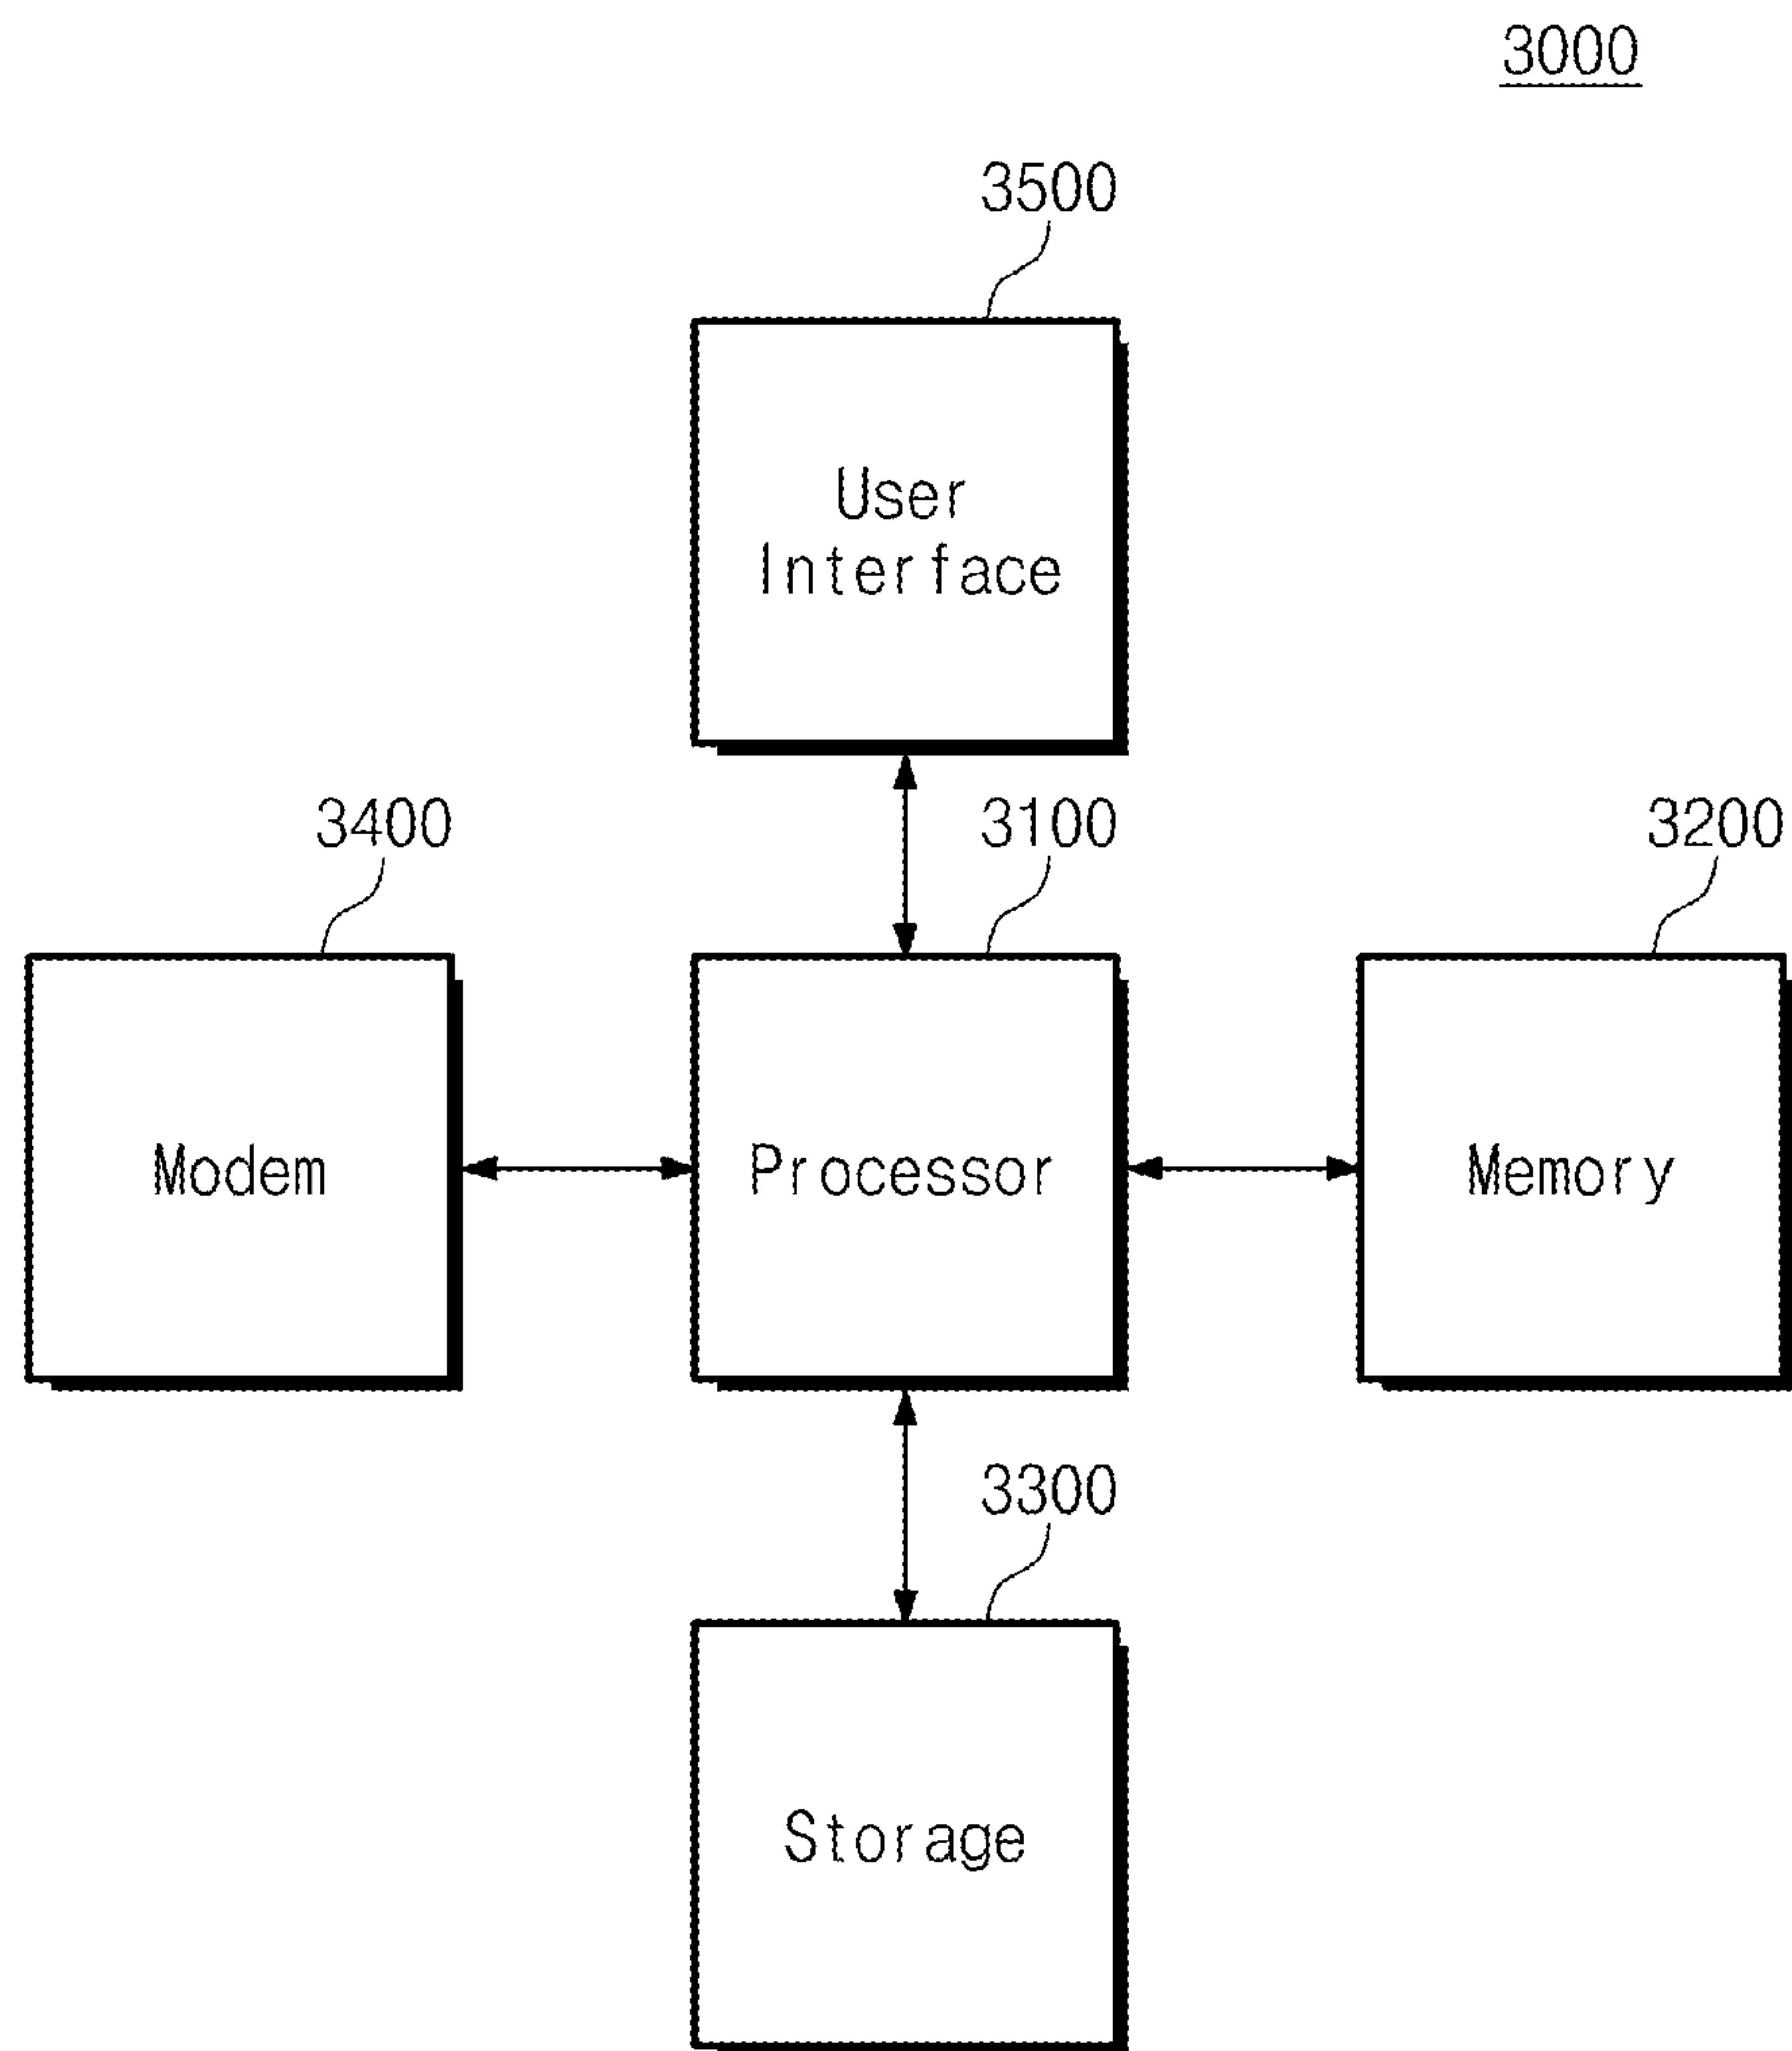 3000
3500
User
Interface
3400
3100
3200
Modem
Processor
Memory
3300
Storage